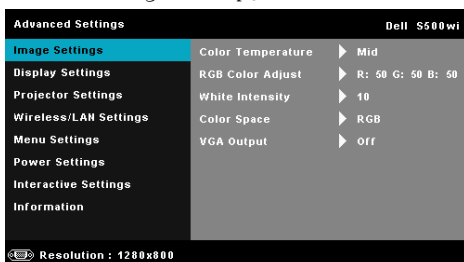 Advanced Settings Dell S500wi
Image Settings Color Temperature Mid
Display Settings RGB Color Adjust R: 50 G: 50 B: 50
Projector Settings White Intensity 10
Wireless/LAN Settings Color Space RGB
Menu Settings VGA Output Off
Power Settings
Interactive Settings
Information
Resolution : 1280x800